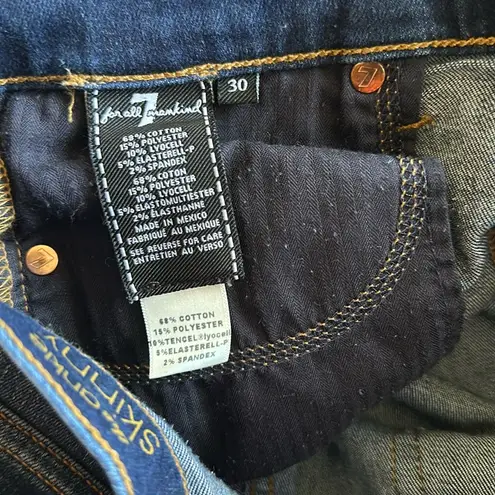 30
7
for all mankind
68% COTTON
15% POLYESTER
10% LYOCELL
5% ELASTERELL-P
2% SPANDEX
68% COTON
15% POLYESTER
10% LYOCELL
5% ELASTOMULTIESTER
2% ÉLASTHANNE
MADE IN MEXICO
FABRIQUÉ AU MEXIQUE
SEE REVERSE FOR CARE
ENTRETIEN AU VERSO
68% COTTON
15% POLYESTER
10%TENCEL®lyocell
5%ELASTERELL-P
2% SPANDEX
7
SKINNY